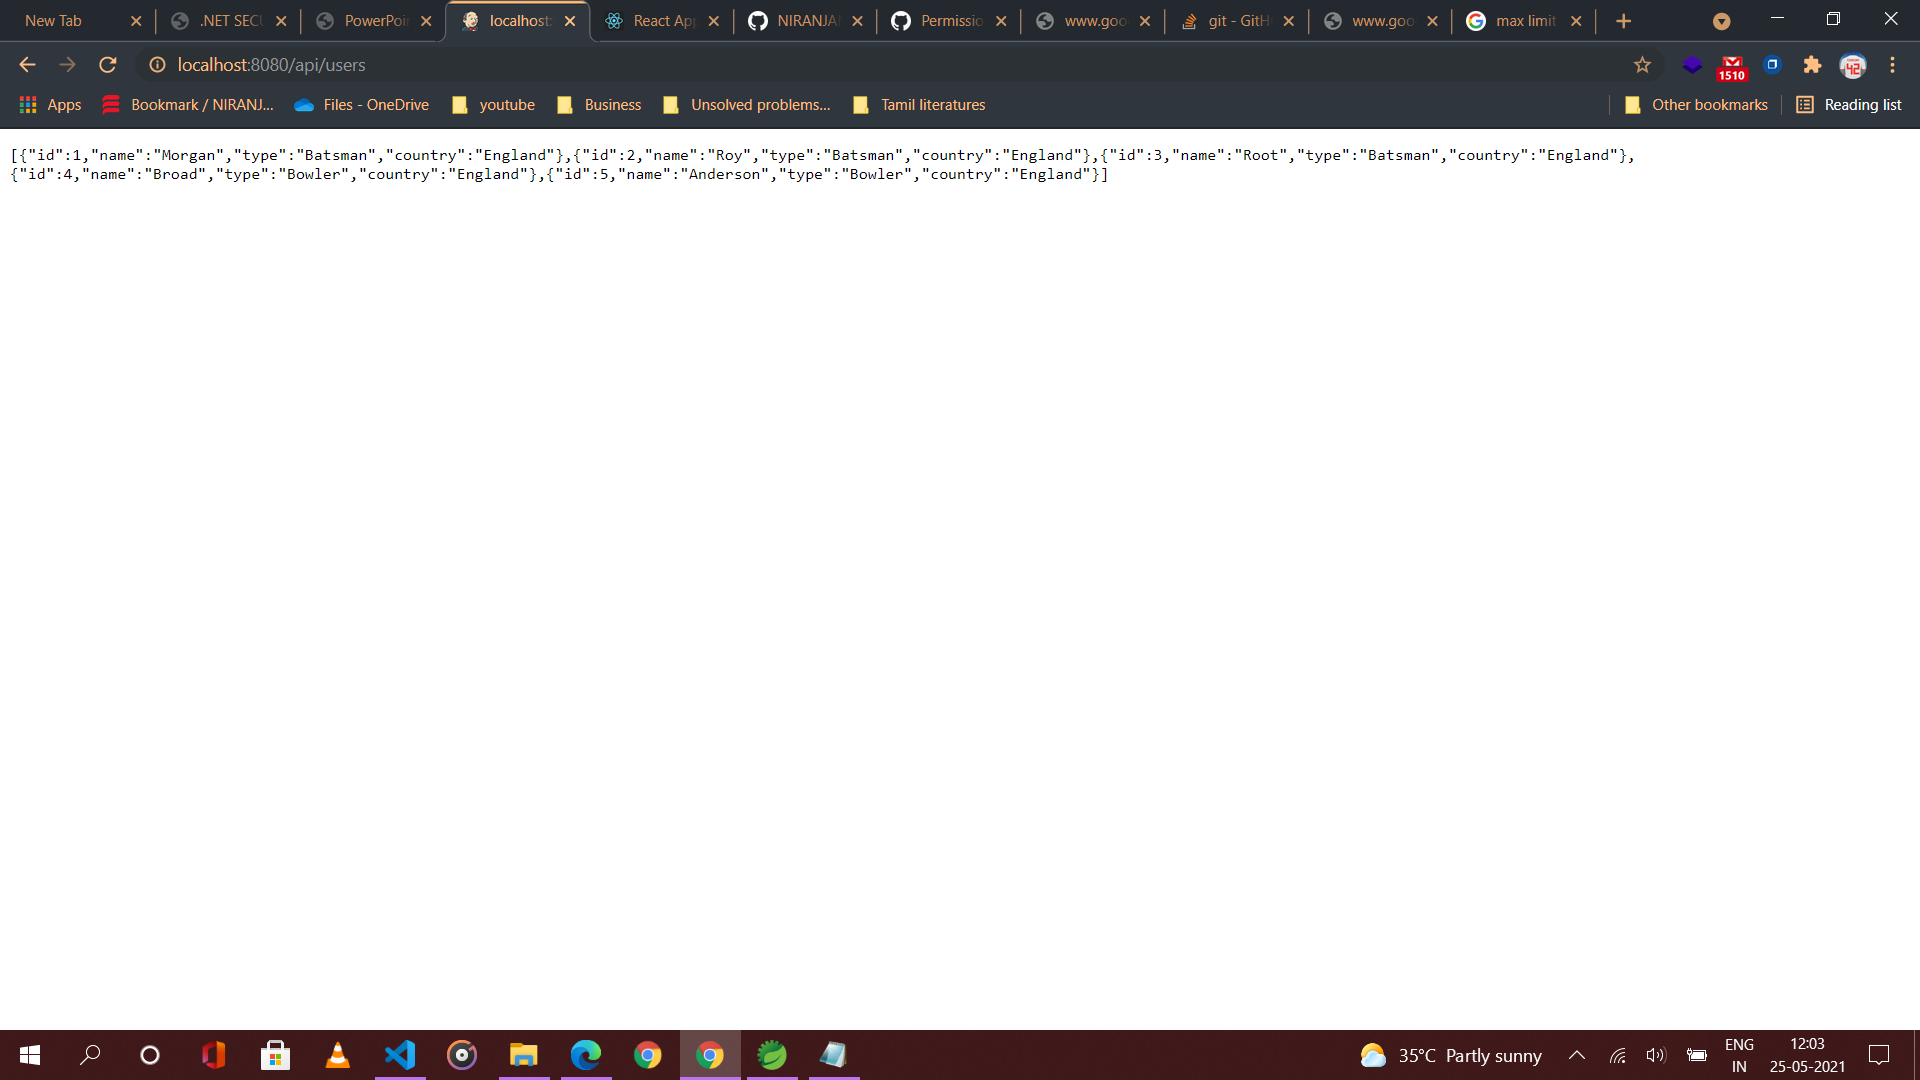 New Tab
.NET SECU
PowerPoin
localhost:
React App
NIRANJA
Permissio
www.goo
git - GitH
www.goo
max limit
localhost:8080/api/users
1510
Apps
Bookmark / NIRANJ...
Files - OneDrive
youtube
Business
Unsolved problems...
Tamil literatures
Other bookmarks
Reading list
[{"id":1,"name":"Morgan","type":"Batsman","country":"England"},{"id":2,"name":"Roy","type":"Batsman","country":"England"},{"id":3,"name":"Root","type":"Batsman","country":"England"},
{"id":4,"name":"Broad","type":"Bowler","country":"England"},{"id":5,"name":"Anderson","type":"Bowler","country":"England"}]
35°C Partly sunny
ENG
IN
12:03
25-05-2021